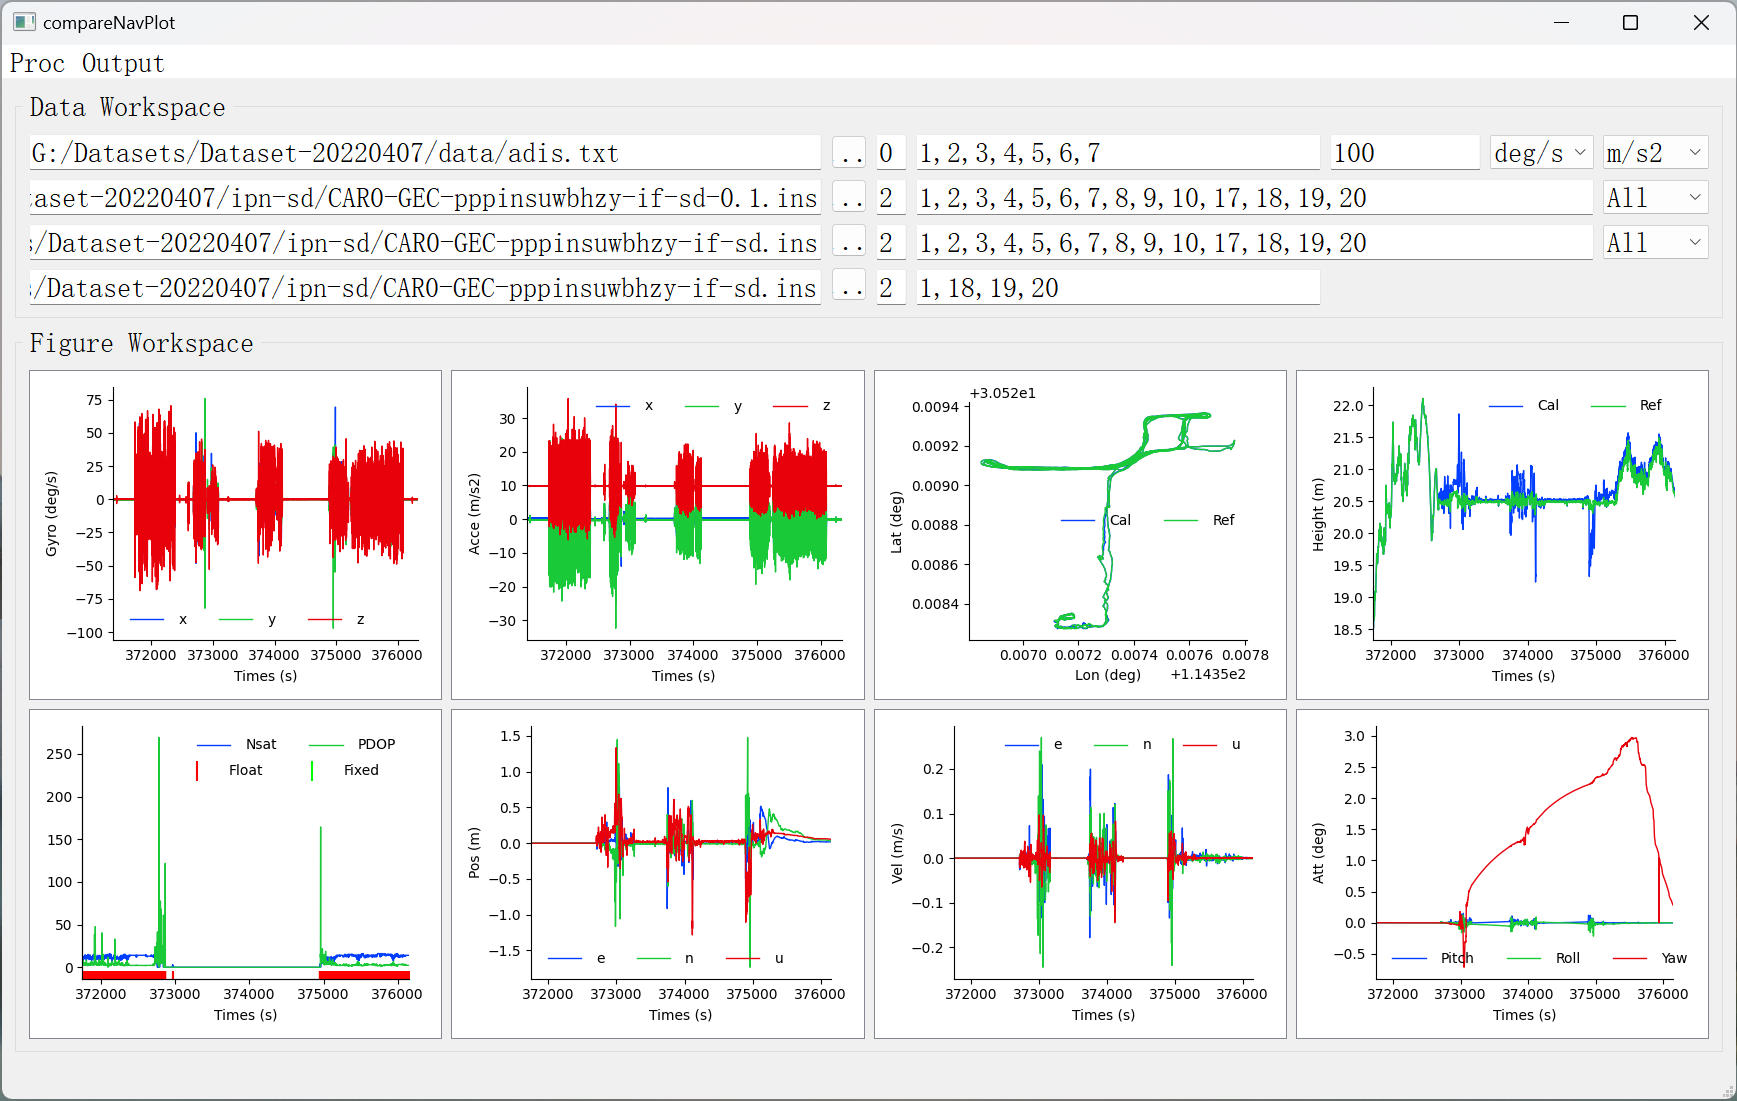 compareNavPlot
Proc Output
Data Workspace
G:/Datasets/Dataset-20220407/data/adis.txt .. 0 1,2,3,4,5,6,7 100 deg/s m/s2
taset-20220407/ipn-sd/CARO-GEC-pppinsuwbhzy-if-sd-0.1.ins .. 2 1,2,3,4,5,6,7,8,9,10,17,18,19,20 All
s/Dataset-20220407/ipn-sd/CARO-GEC-pppinsuwbhzy-if-sd.ins .. 2 1,2,3,4,5,6,7,8,9,10,17,18,19,20 All
s/Dataset-20220407/ipn-sd/CARO-GEC-pppinsuwbhzy-if-sd.ins .. 2 1,18,19,20
Figure Workspace
75
50
25
0
−25
−50
−75
−100
Gyro (deg/s)
x y z
372000 373000 374000 375000 376000
Times (s)
30
20
10
0
−10
−20
−30
Acce (m/s2)
x y z
372000 373000 374000 375000 376000
Times (s)
+3.052e1
0.0094
0.0092
0.0090
0.0088
0.0086
0.0084
Lat (deg)
Cal Ref
0.0070 0.0072 0.0074 0.0076 0.0078
Lon (deg) +1.1435e2
22.0
21.5
21.0
20.5
20.0
19.5
19.0
18.5
Height (m)
Cal Ref
372000 373000 374000 375000 376000
Times (s)
250
200
150
100
50
0
Nsat PDOP
Float Fixed
372000 373000 374000 375000 376000
Times (s)
1.5
1.0
0.5
0.0
−0.5
−1.0
−1.5
Pos (m)
e n u
372000 373000 374000 375000 376000
Times (s)
0.2
0.1
0.0
−0.1
−0.2
Vel (m/s)
e n u
372000 373000 374000 375000 376000
Times (s)
3.0
2.5
2.0
1.5
1.0
0.5
0.0
−0.5
Att (deg)
Pitch Roll Yaw
372000 373000 374000 375000 376000
Times (s)